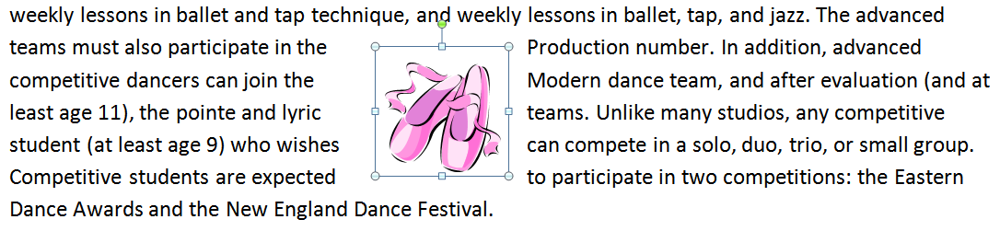 weekly lessons in ballet and tap technique, and weekly lessons in ballet, tap, and jazz. The advanced
teams must also participate in the Production number. In addition, advanced
competitive dancers can join the Modern dance team, and after evaluation (and at
least age 11), the pointe and lyric teams. Unlike many studios, any competitive
student (at least age 9) who wishes can compete in a solo, duo, trio, or small group.
Competitive students are expected to participate in two competitions: the Eastern
Dance Awards and the New England Dance Festival.